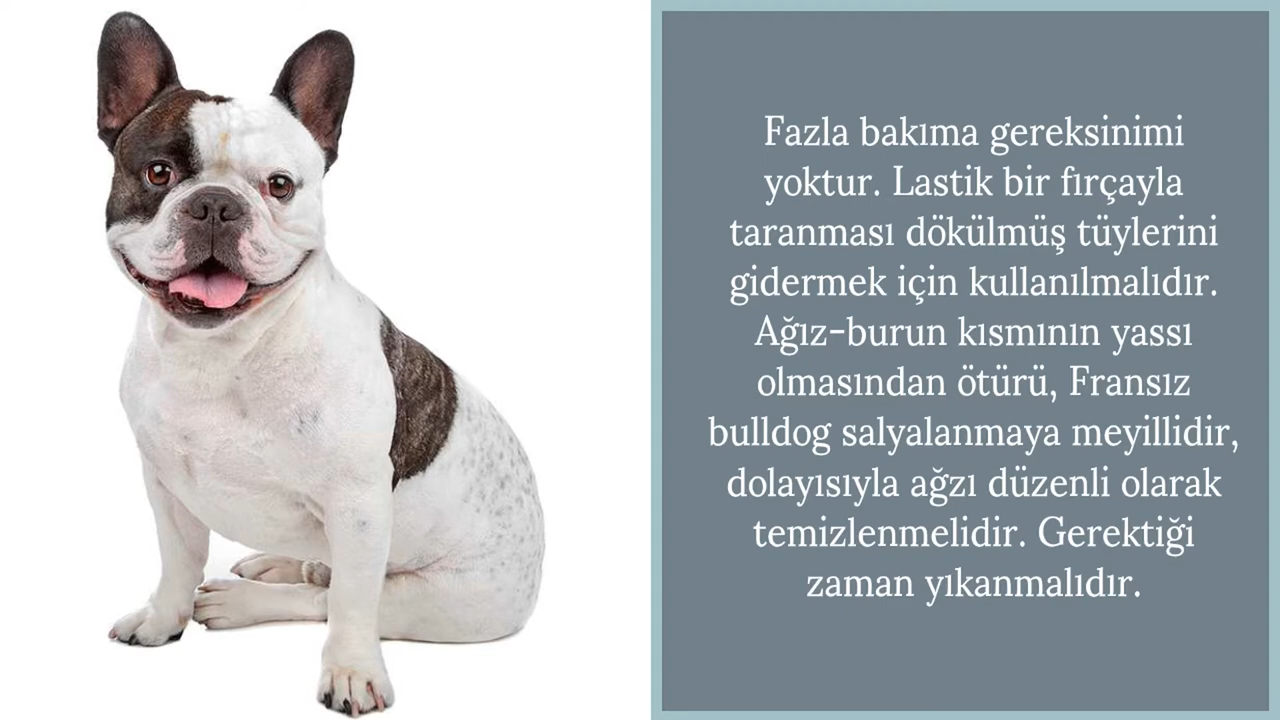 Fazla bakıma gereksinimi
yoktur. Lastik bir fırçayla
taranması dökülmüş tüylerini
gidermek için kullanılmalıdır.
Ağız-burun kısmının yassı
olmasından ötürü, Fransız
bulldog salyalanmaya meyillidir,
dolayısıyla ağzı düzenli olarak
temizlenmelidir. Gerektiği
zaman yıkanmalıdır.